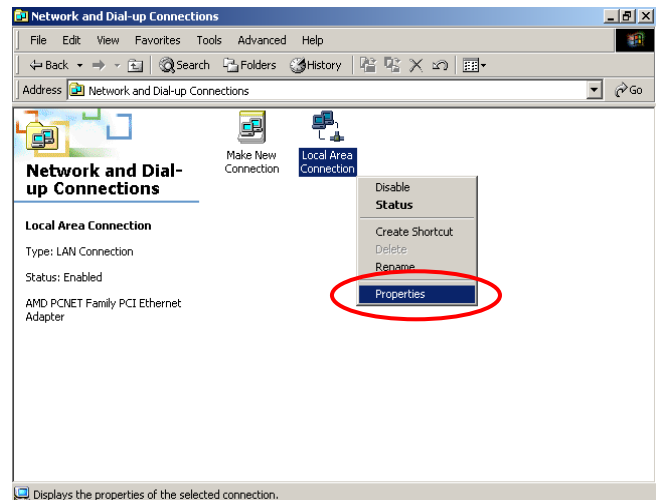 Network and Dial-up Connections
File Edit View Favorites Tools Advanced Help
Back Search Folders History
Address Network and Dial-up Connections Go
Make New Connection
Local Area Connection
Network and Dial-
up Connections
Local Area Connection
Type: LAN Connection
Status: Enabled
AMD PCNET Family PCI Ethernet
Adapter
Disable
Status
Create Shortcut
Delete
Rename
Properties
Displays the properties of the selected connection.